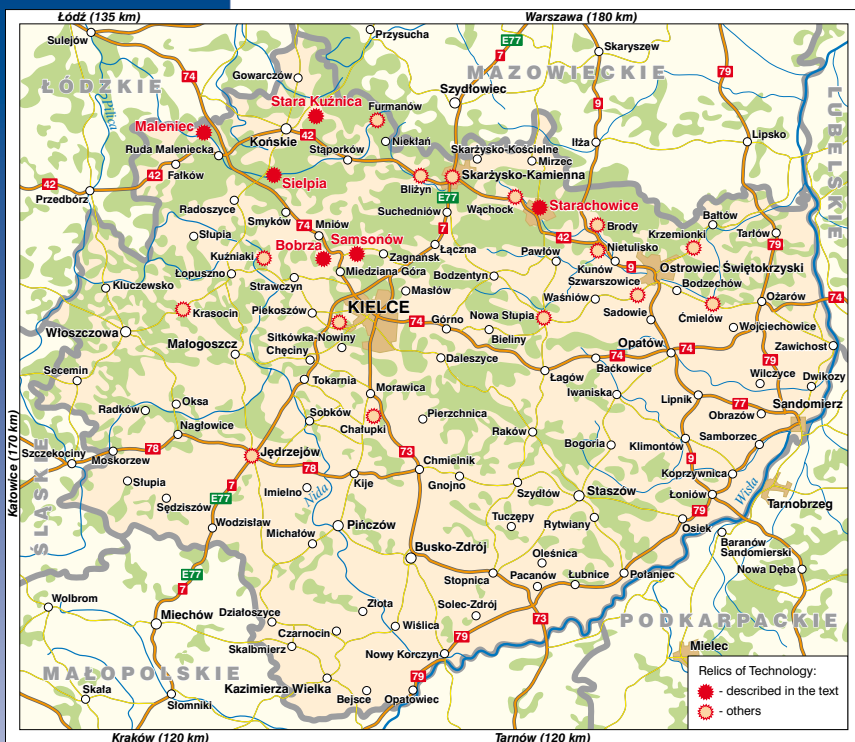 Łódź (135 km)
Warszawa (180 km)
Sulejów
Przysucha
E77
7
Skaryszew
74
Gowarczów
MAZOWIECKIE
79
ŁÓDZKIE
Pilica
Stara Kuźnica
Szydłowiec
9
LUBELSKIE
Furmanów
Maleniec
Końskie
42
Niekłań
Iłża
Lipsko
Ruda Maleniecka
Stąporków
Skarżysko-Kościelne
Mirzec
42
Fałków
42
Sielpia
Bliżyn
Skarżysko-Kamienna
Przedbórz
Radoszyce
E77
Wąchock
Starachowice
Smyków
Suchedniów
7
Brody
Bałtów
Słupia
74
Mniów
42
Krzemionki
Tarłów
Kuźniaki
Bobrza
Samsonów
Łączna
Nietulisko
79
Zagnańsk
Pawłów
Kunów
9
Ostrowiec Świętokrzyski
Łopuszno
Miedziana Góra
Bodzentyn
Szwarszowice
Kluczewsko
Strawczyn
Masłów
Waśniów
Bodzechów
Ożarów
74
Krasocin
Piekoszów
KIELCE
Nowa Słupia
Sadowie
Ćmielów
Włoszczowa
74
Górno
Wojciechowice
Małogoszcz
Sitkówka-Nowiny
Bieliny
Opatów
Zawichost
Chęciny
Daleszyce
74
74
79
Secemin
Łagów
Baćkowice
Wilczyce
Dwikozy
Tokarnia
Morawica
Iwaniska
Lipnik
77
Sandomierz
Radków
Oksa
Sobków
Pierzchnica
Obrazów
Nagłowice
Chałupki
Raków
Klimontów
Samborzec
Katowice (170 km)
Szczekociny
78
Jędrzejów
73
Bogoria
9
Moskorzew
78
Chmielnik
Koprzywnica
Słupia
7
Imielno
Kije
Gnojno
Szydłów
Staszów
Łoniów
Wisła
E77
Nida
Tarnobrzeg
Sędziszów
Wodzisław
Pińczów
Tuczępy
Rytwiany
79
Osiek
ŚLĄSKIE
Michałów
Busko-Zdrój
Baranów
Sandomierski
E77
Oleśnica
Nowa Dęba
7
Stopnica
Pacanów
Łubnice
Połaniec
Wolbrom
Złota
Solec-Zdrój
Miechów
Działoszyce
Wiślica
73
PODKARPACKIE
Czarnocin
79
Skalbmierz
Nowy Korczyn
Mielec
MAŁOPOLSKIE
Kazimierza Wielka
79
Skała
Słomniki
Bejsce
Opatowiec
Relics of Technology:
- described in the text
- others
Kraków (120 km)
Tarnów (120 km)